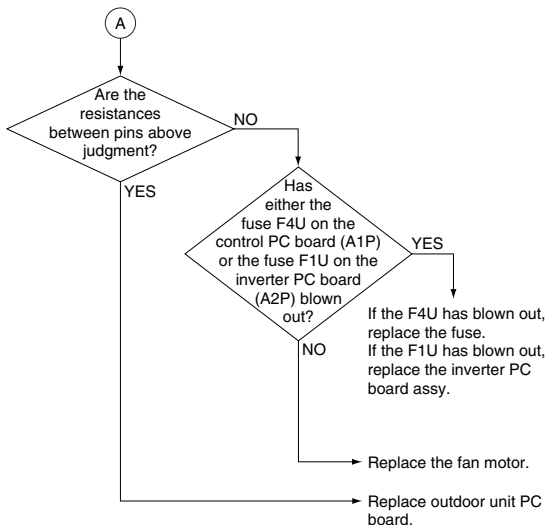 A
Are the
resistances
between pins above
judgment?
NO
YES
Has
either the
fuse F4U on the
control PC board (A1P)
or the fuse F1U on the
inverter PC board
(A2P) blown
out?
YES
NO
If the F4U has blown out,
replace the fuse.
If the F1U has blown out,
replace the inverter PC
board assy.
Replace the fan motor.
Replace outdoor unit PC
board.